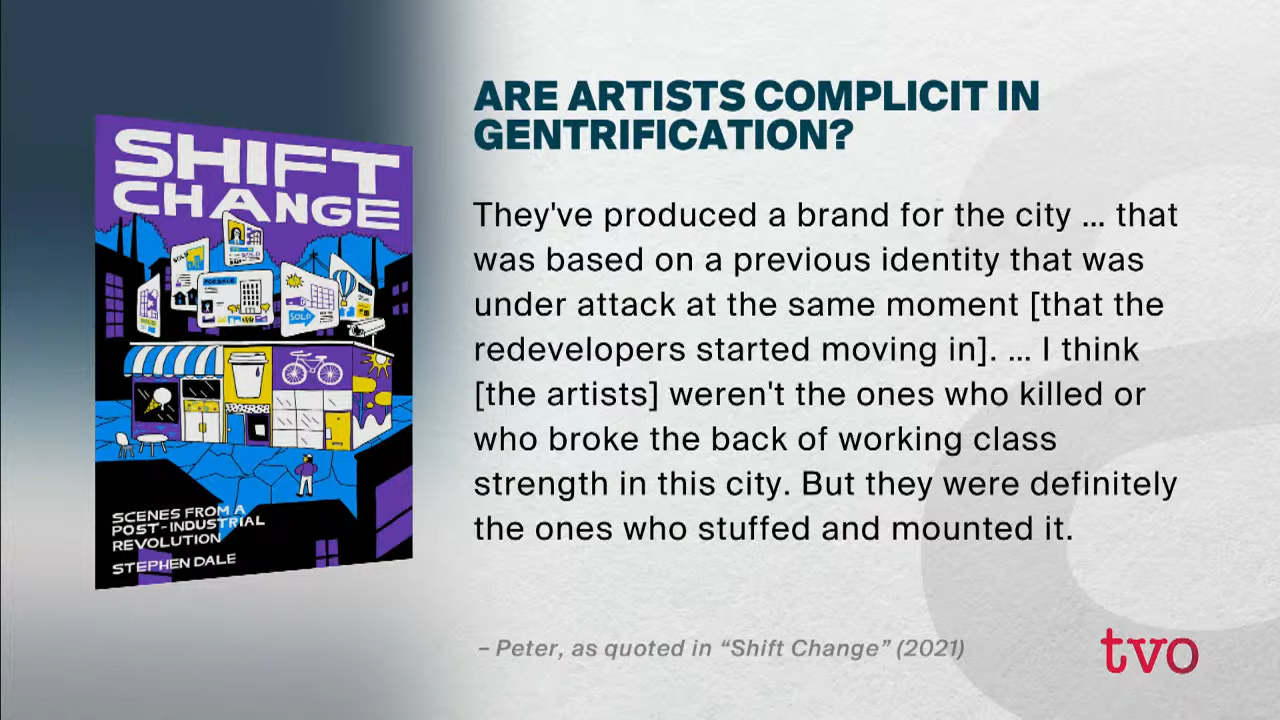 SHIFT
CHANGE
FOR SALE
SOLD
SCENES FROM A
POST-INDUSTRIAL
REVOLUTION
STEPHEN DALE
ARE ARTISTS COMPLICIT IN
GENTRIFICATION?
They've produced a brand for the city ... that
was based on a previous identity that was
under attack at the same moment [that the
redevelopers started moving in]. ... I think
[the artists] weren't the ones who killed or
who broke the back of working class
strength in this city. But they were definitely
the ones who stuffed and mounted it.
– Peter, as quoted in “Shift Change” (2021)
tvo